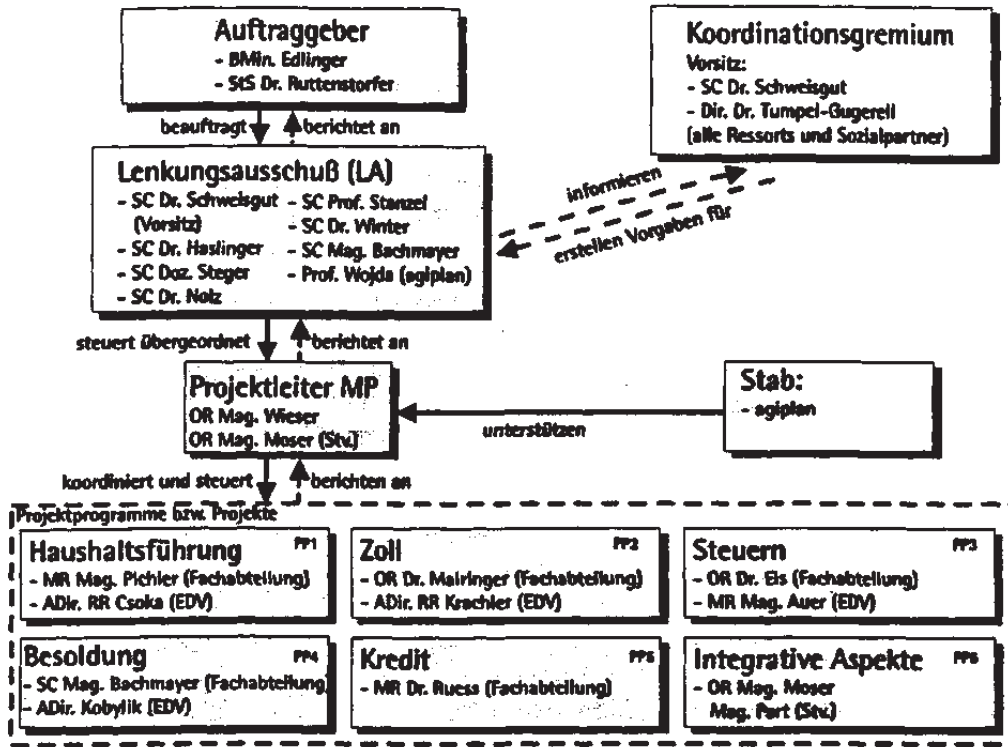 Auftraggeber
- BMin. Edlinger
- StS Dr. Ruttenstorfer
Koordinationsgremium
Vorsitz:
- SC Dr. Schweisgut
- Dir. Dr. Tumpel-Gugerell
(alle Ressorts und Sozialpartner)
beauftragt
berichtet an
Lenkungsausschuß (LA)
- SC Dr. Schweisgut
(Vorsitz)
- SC Dr. Haslinger
- SC Doz. Steger
- SC Dr. Nolz
- SC Prof. Stanzel
- SC Dr. Winter
- SC Mag. Bachmayer
- Prof. Wojda (agiplan)
informieren
erstellen Vorgaben für
steuert übergeordnet
berichtet an
Projektleiter MP
OR Mag. Wieser
OR Mag. Moser (Stv.)
Stab:
- agiplan
unterstützen
koordiniert und steuert
berichten an
Projektprogramme bzw. Projekte
Haushaltsführung PP1
- MR Mag. Pichler (Fachabteilung)
- ADir. RR Csoka (EDV)
Zoll PP2
- OR Dr. Mairinger (Fachabteilung)
- ADir. RR Krachler (EDV)
Steuern PP3
- OR Dr. Eis (Fachabteilung)
- MR Mag. Auer (EDV)
Besoldung PP4
- SC Mag. Bachmayer (Fachabteilung)
- ADir. Kobylik (EDV)
Kredit PP5
- MR Dr. Ruess (Fachabteilung)
Integrative Aspekte PP6
- OR Mag. Moser
Mag. Part (Stv.)